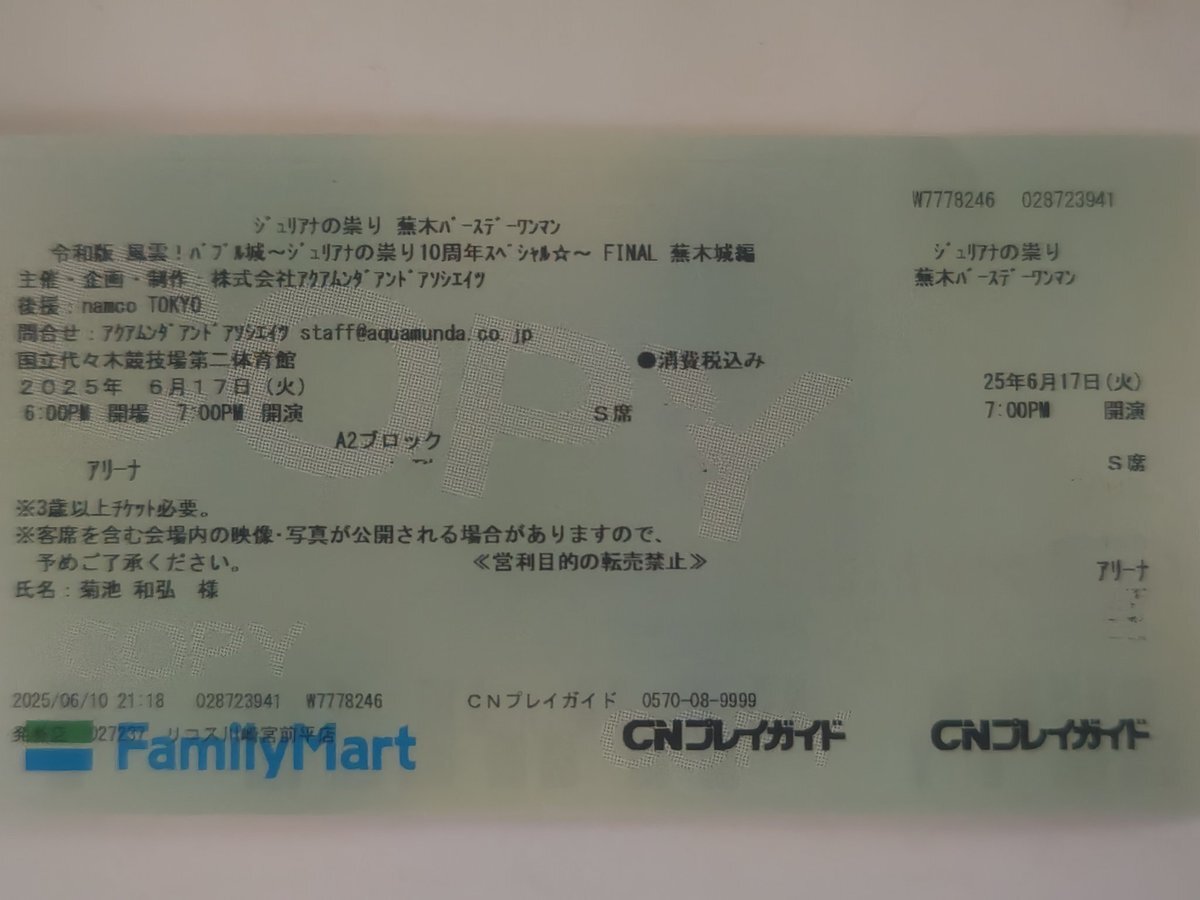 W7778246 028723941
ｼﾞｭﾘｱﾅの祟り 蕪木ﾊﾞｰｽﾃﾞｰﾜﾝﾏﾝ
令和版 風雲！ﾊﾞﾌﾞﾙ城～ｼﾞｭﾘｱﾅの祟り10周年ｽﾍﾟｼｬﾙ☆～ FINAL 蕪木城編
主催・企画・制作：株式会社ｱｸｱﾑﾝﾀﾞｱﾝﾄﾞｱｿｼｴｲﾂ
後援：namco TOKYO
問合せ：ｱｸｱﾑﾝﾀﾞｱﾝﾄﾞｱｿｼｴｲﾂ staff@aquamunda.co.jp
国立代々木競技場第二体育館 ●消費税込み
２０２５年 ６月１７日（火）
6:00PM 開場 7:00PM 開演 Ｓ席
A2ブロック
アリーナ
※3歳以上ﾁｹｯﾄ必要。
※客席を含む会場内の映像･写真が公開される場合がありますので、
予めご了承ください。 ≪営利目的の転売禁止≫
氏名：菊池 和弘 様
COPY
COPY
2025/06/10 21:18 028723941 W7778246 ＣＮプレイガイド 0570-08-9999
リコス川崎宮前平店
FamilyMart
CNプレイガイド
COPY
ｼﾞｭﾘｱﾅの祟り
蕪木ﾊﾞｰｽﾃﾞｰﾜﾝﾏﾝ
25年6月17日(火)
7:00PM 開演
Ｓ席
アリーナ
CNプレイガイド